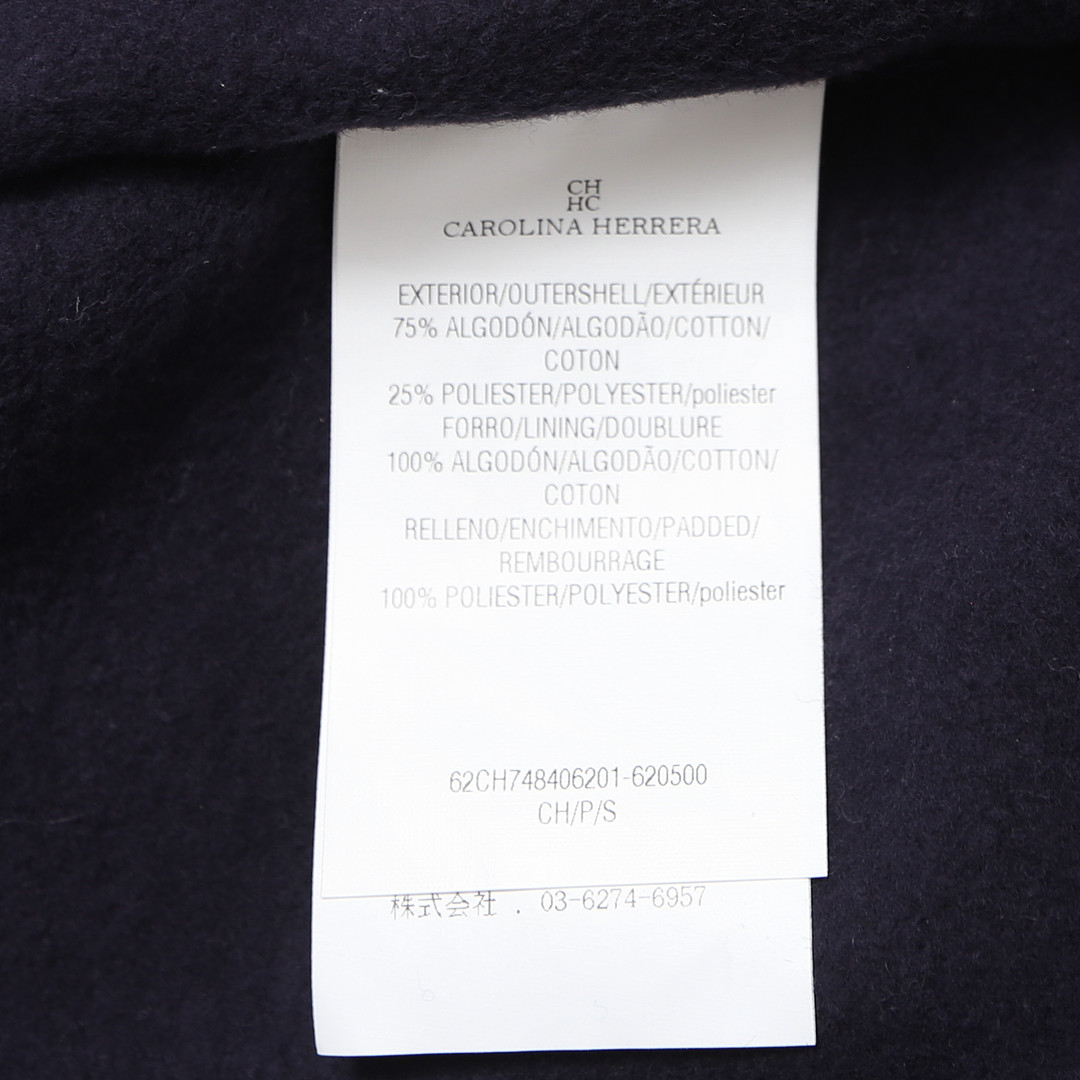 CH
HC
CAROLINA HERRERA
EXTERIOR/OUTERSHELL/EXTÉRIEUR
75% ALGODÓN/ALGODÃO/COTTON/
COTON
25% POLIESTER/POLYESTER/poliester
FORRO/LINING/DOUBLURE
100% ALGODÓN/ALGODÃO/COTTON/
COTON
RELLENO/ENCHIMENTO/PADDED/
REMBOURRAGE
100% POLIESTER/POLYESTER/poliester
62CH748406201-620500
CH/P/S
株式会社 . 03-6274-6957